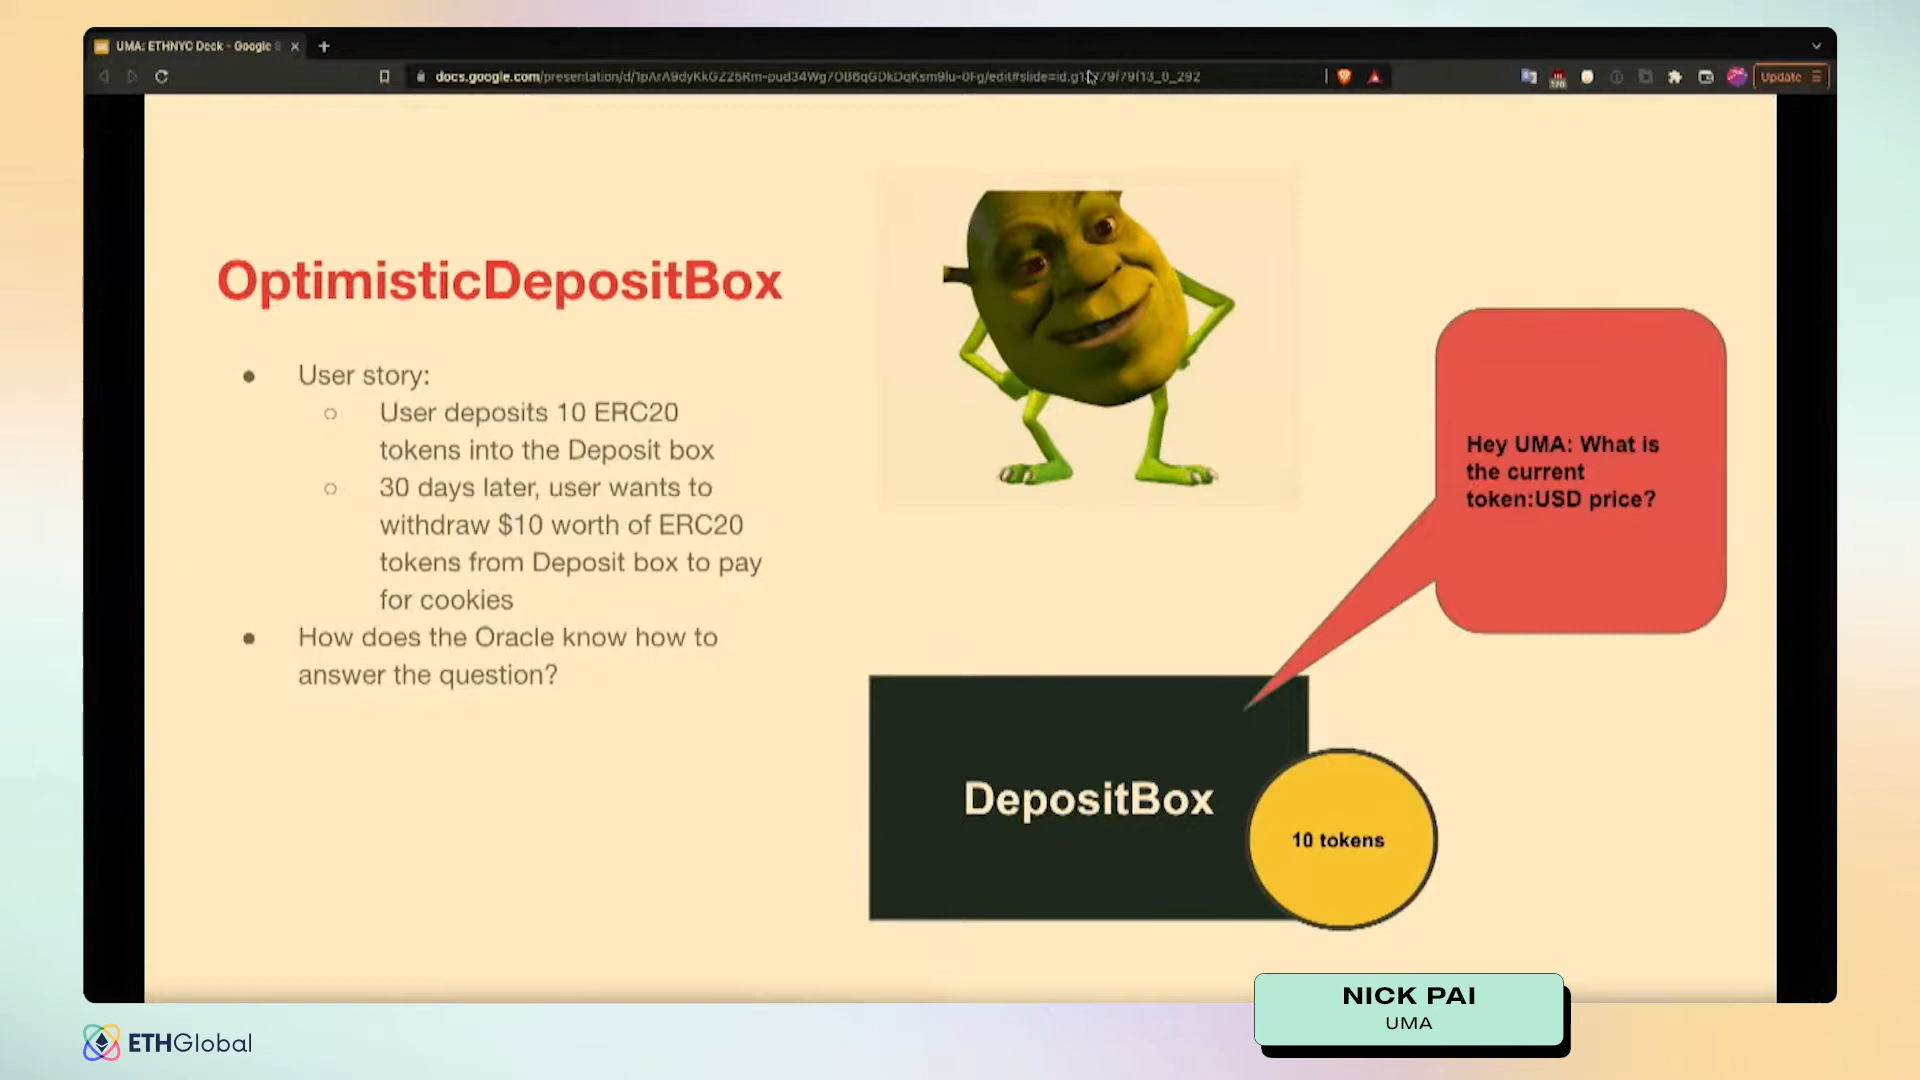 UMA: ETHNYC Deck - Google S
docs.google.com/presentation/d/
Update
OptimisticDepositBox
User story:
User deposits 10 ERC20
tokens into the Deposit box
30 days later, user wants to
withdraw $10 worth of ERC20
tokens from Deposit box to pay
for cookies
How does the Oracle know how to
answer the question?
Hey UMA: What is
the current
token:USD price?
DepositBox
10 tokens
NICK PAI
UMA
ETHGlobal